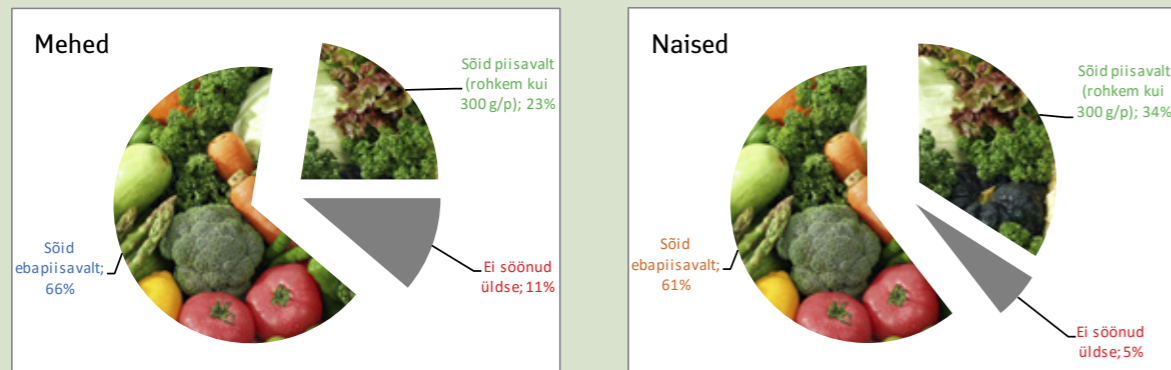 Mehed
Sõid piisavalt
(rohkem kui
300 g/p); 23%
Sõid
ebapiisavalt;
66%
Ei söönud
üldse; 11%
Naised
Sõid piisavalt
(rohkem kui
300 g/p); 34%
Sõid
ebapiisavalt;
61%
Ei söönud
üldse; 5%